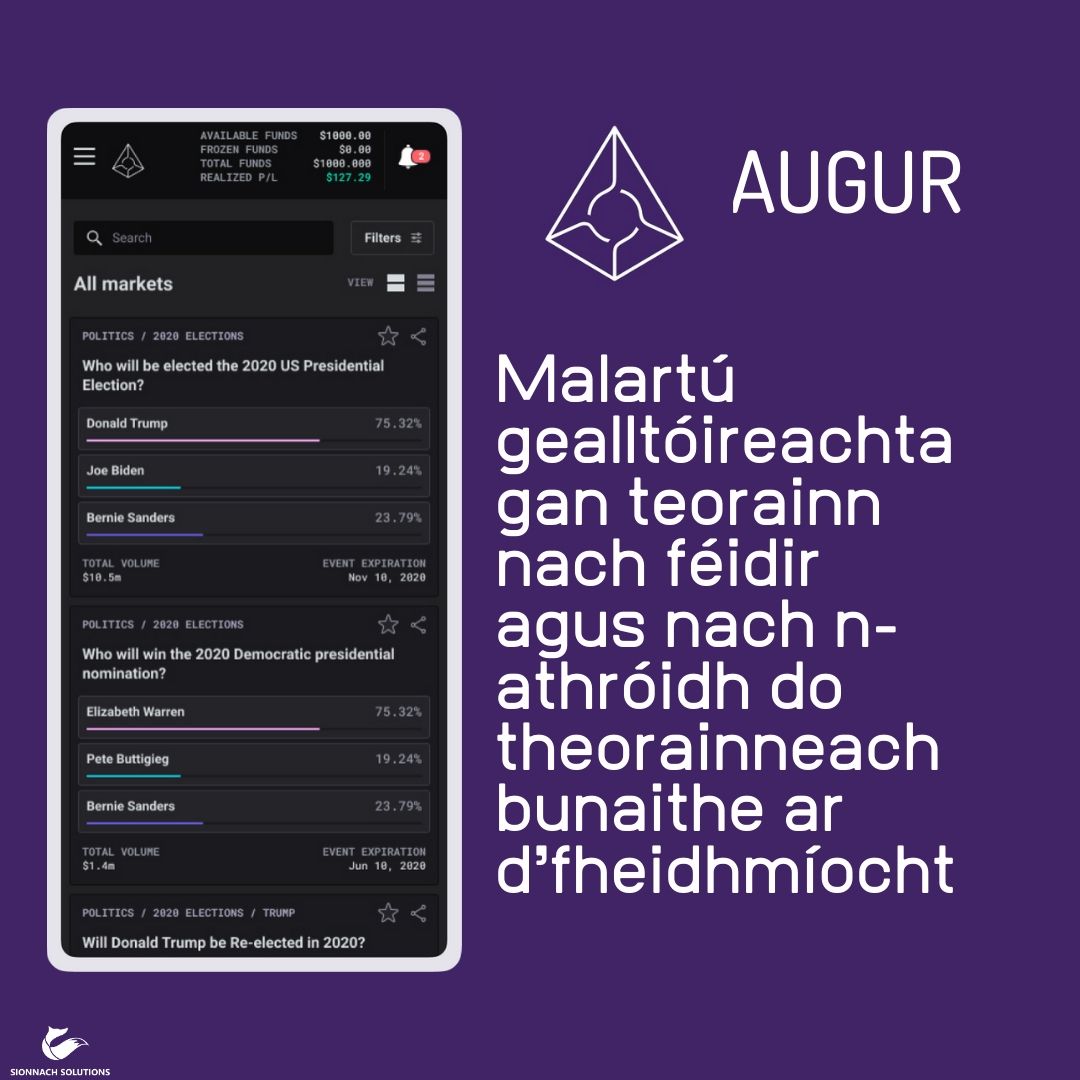 AVAILABLE FUNDS $1000.00
FROZEN FUNDS $0.00
TOTAL FUNDS $1000.000
REALIZED P/L $127.29
2
Search
Filters
All markets
VIEW
POLITICS / 2020 ELECTIONS
Who will be elected the 2020 US Presidential
Election?
Donald Trump 75.32%
Joe Biden 19.24%
Bernie Sanders 23.79%
TOTAL VOLUME EVENT EXPIRATION
$10.5m Nov 10, 2020
POLITICS / 2020 ELECTIONS
Who will win the 2020 Democratic presidential
nomination?
Elizabeth Warren 75.32%
Pete Buttigieg 19.24%
Bernie Sanders 23.79%
TOTAL VOLUME EVENT EXPIRATION
$1.4m Jun 10, 2020
POLITICS / 2020 ELECTIONS / TRUMP
Will Donald Trump be Re-elected in 2020?
AUGUR
Malartú
gealltóireachta
gan teorainn
nach féidir
agus nach n-
athróidh do
theorainneach
bunaithe ar
d'fheidhmíocht
SIONNACH SOLUTIONS